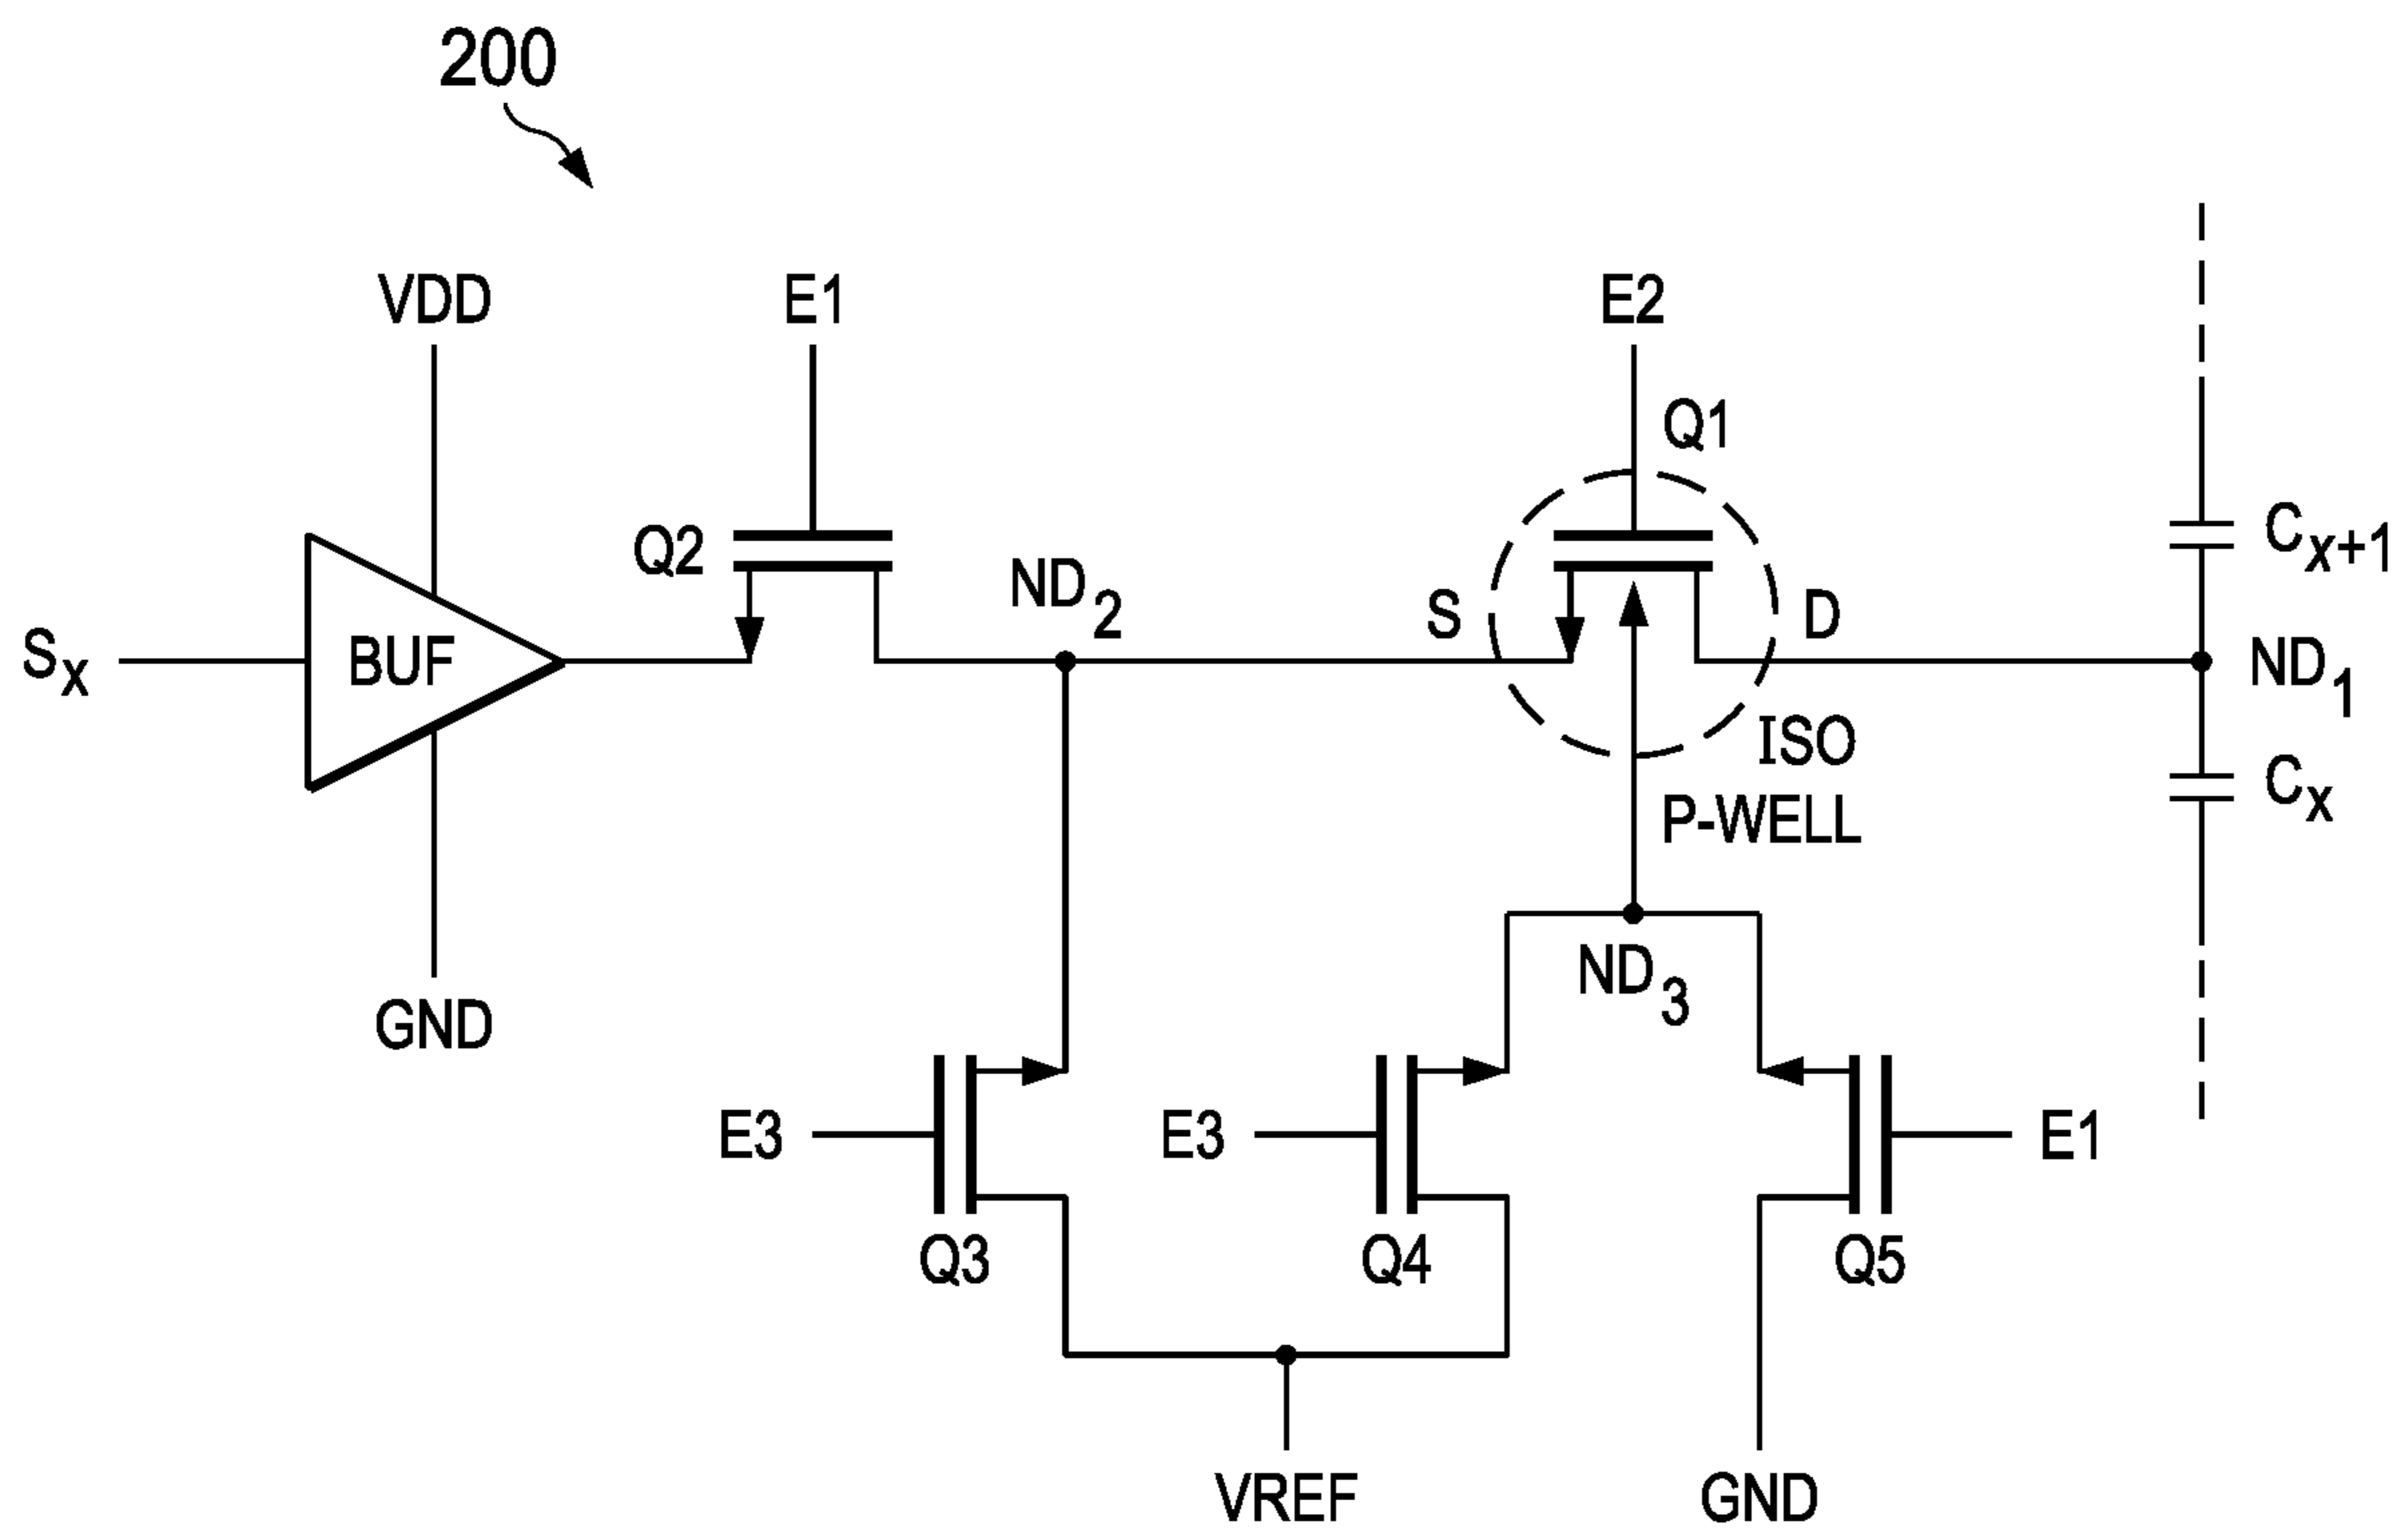 200
VDD
E1
E2
Q1
Q2
ND2
S
D
Cx+1
Sx
BUF
ND1
ISO
P-WELL
Cx
GND
ND3
E3
E3
E1
Q3
Q4
Q5
VREF
GND